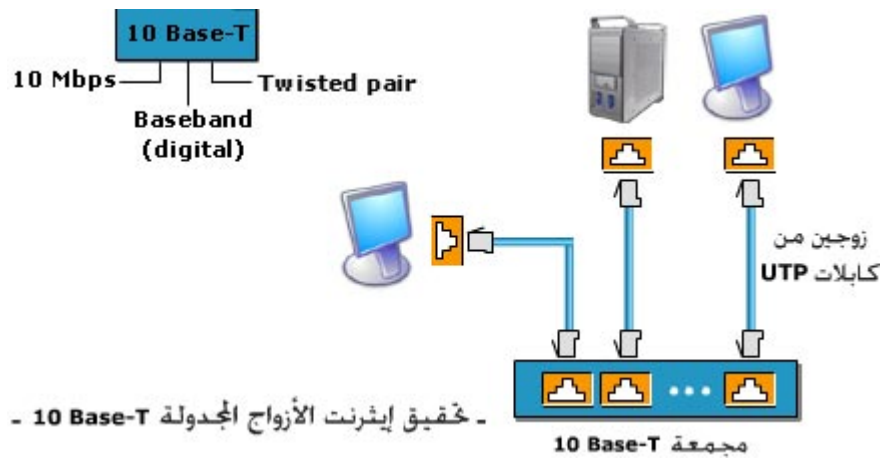 10 Base-T
10 Mbps
Twisted pair
Baseband
(digital)
زوجين من
كابلات UTP
ـ تحقيق إيثرنت الأزواج المجدولة 10 Base-T ـ
مجمعة 10 Base-T